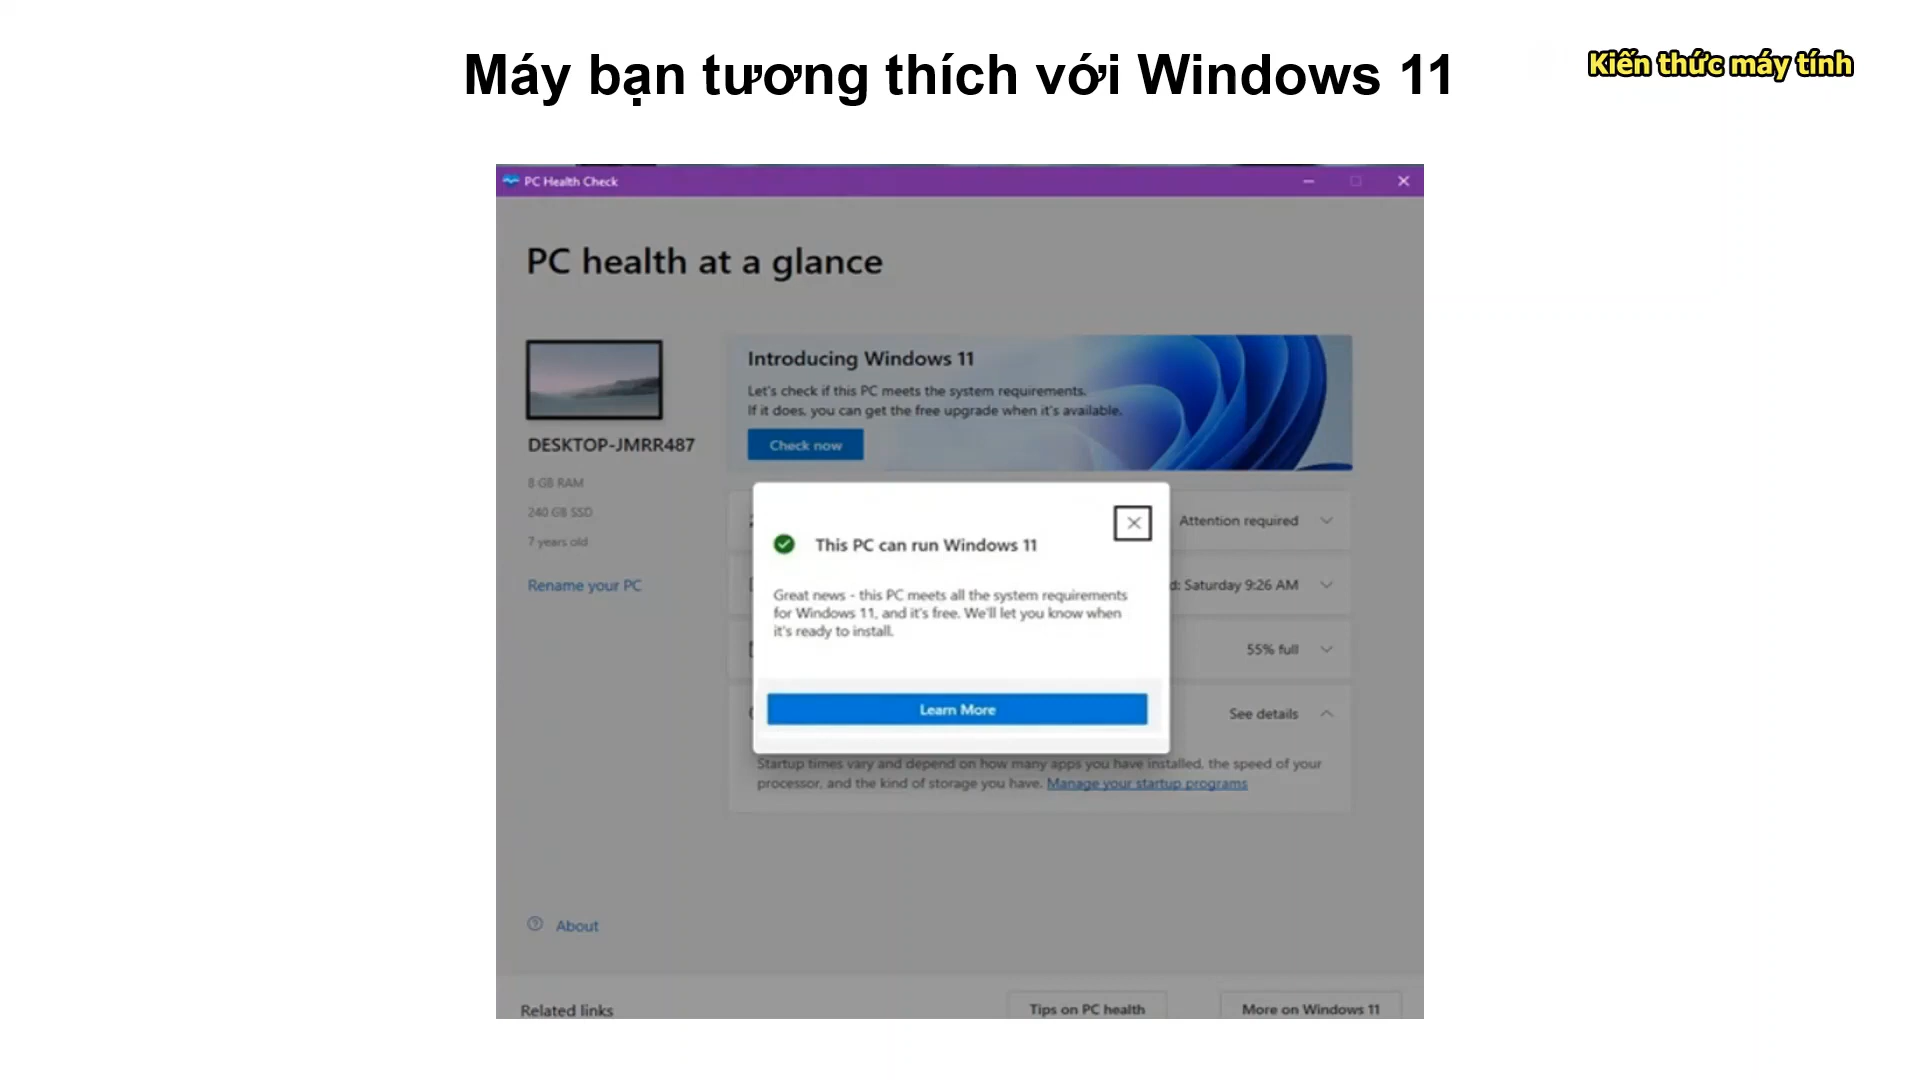 Máy bạn tương thích với Windows 11
Kiến thức máy tính
PC Health Check
PC health at a glance
Introducing Windows 11
Let's check if this PC meets the system requirements.
If it does, you can get the free upgrade when it's available.
Check now
DESKTOP-JMRR487
8 GB RAM
240 GB SSD
7 years old
Rename your PC
Attention required
This PC can run Windows 11
Great news - this PC meets all the system requirements
for Windows 11, and it's free. We'll let you know when
it's ready to install.
Learn More
Saturday 9:26 AM
55% full
See details
Startup times vary and depend on how many apps you have installed, the speed of your
processor, and the kind of storage you have. Manage your startup programs
About
Related links
Tips on PC health
More on Windows 11